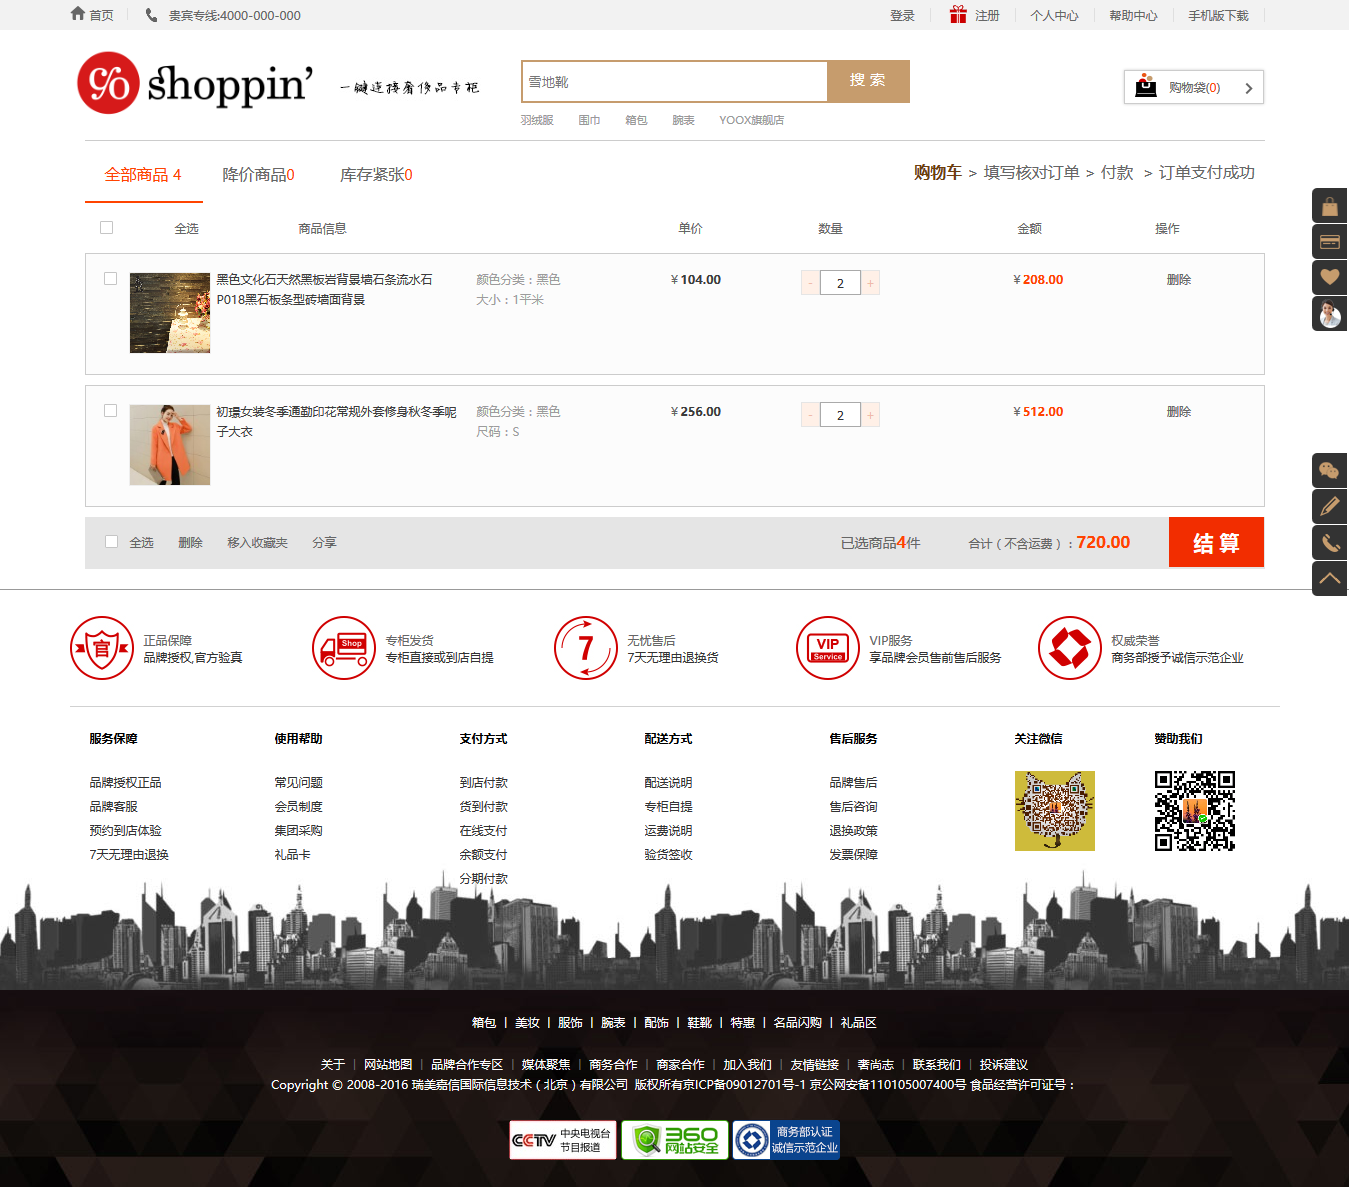 首页 贵宾专线:4000-000-000 登录 注册 个人中心 帮助中心 手机版下载
shoppin' 一键连接奢侈品专柜 雪地靴 搜 索 购物袋(0)
羽绒服 围巾 箱包 腕表 YOOX旗舰店
全部商品 4 降价商品0 库存紧张0 购物车 > 填写核对订单 > 付款 > 订单支付成功
全选 商品信息 单价 数量 金额 操作
黑色文化石天然黑板岩背景墙石条流水石 颜色分类：黑色 ¥ 104.00 - 2 + ¥ 208.00 删除
P018黑石板条型砖墙面背景 大小：1平米
初璟女装冬季通勤印花常规外套修身秋冬季呢 颜色分类：黑色 ¥ 256.00 - 2 + ¥ 512.00 删除
子大衣 尺码：S
全选 删除 移入收藏夹 分享 已选商品4件 合计（不含运费）：720.00 结 算
官 正品保障 Shop 专柜发货 7 无忧售后 VIP Service VIP服务 权威荣誉
品牌授权,官方验真 专柜直接或到店自提 7天无理由退换货 享品牌会员售前售后服务 商务部授予诚信示范企业
服务保障 使用帮助 支付方式 配送方式 售后服务 关注微信 赞助我们
品牌授权正品 常见问题 到店付款 配送说明 品牌售后
品牌客服 会员制度 货到付款 专柜自提 售后咨询
预约到店体验 集团采购 在线支付 运费说明 退换政策
7天无理由退换 礼品卡 余额支付 验货签收 发票保障
分期付款
箱包 | 美妆 | 服饰 | 腕表 | 配饰 | 鞋靴 | 特惠 | 名品闪购 | 礼品区
关于 | 网站地图 | 品牌合作专区 | 媒体聚焦 | 商务合作 | 商家合作 | 加入我们 | 友情链接 | 奢尚志 | 联系我们 | 投诉建议
Copyright © 2008-2016 瑞美嘉信国际信息技术（北京）有限公司 版权所有京ICP备09012701号-1 京公网安备110105007400号 食品经营许可证号：
CCTV 中央电视台 360 商务部认证
节目报道 网站安全 诚信示范企业